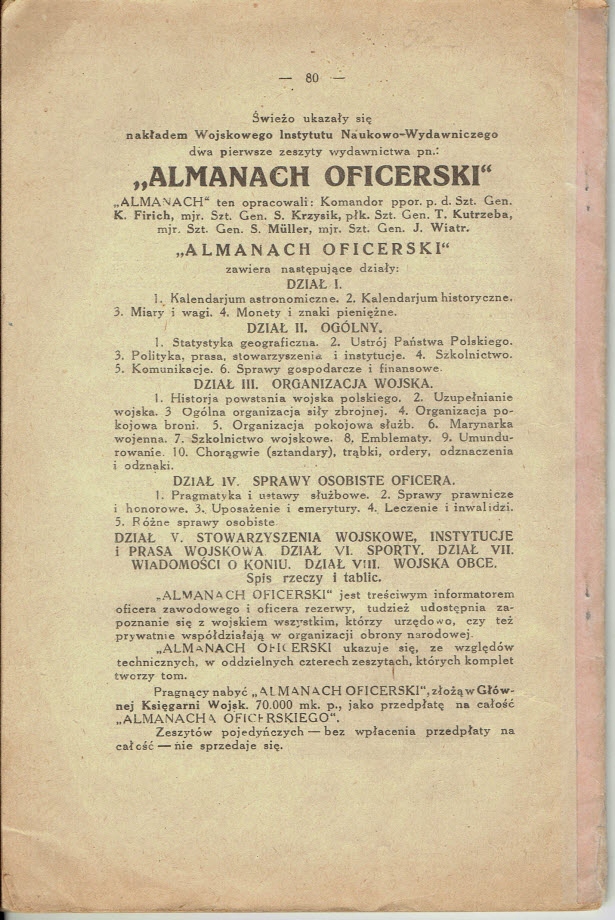 — 80 —
Świeżo ukazały się
nakładem Wojskowego Instytutu Naukowo-Wydawniczego
dwa pierwsze zeszyty wydawnictwa pn.:
„ALMANACH OFICERSKI“
„ALMANACH“ ten opracowali: Komandor ppor. p. d. Szt. Gen.
K. Firich, mjr. Szt. Gen. S. Krzysik, płk. Szt. Gen. T. Kutrzeba,
mjr. Szt. Gen. S. Müller, mjr. Szt. Gen. J. Wiatr.
„ALMANACH OFICERSKI“
zawiera następujące działy:
DZIAŁ I.
1. Kalendarjum astronomiczne. 2. Kalendarjum historyczne.
3. Miary i wagi. 4. Monety i znaki pieniężne.
DZIAŁ II. OGÓLNY.
1. Statystyka geograficzna. 2. Ustrój Państwa Polskiego.
3. Polityka, prasa, stowarzyszenia i instytucje. 4. Szkolnictwo.
5. Komunikacje. 6. Sprawy gospodarcze i finansowe.
DZIAŁ III. ORGANIZACJA WOJSKA.
1. Historja powstania wojska polskiego. 2. Uzupełnianie
wojska. 3 Ogólna organizacja siły zbrojnej. 4. Organizacja po-
kojowa broni. 5. Organizacja pokojowa służb. 6. Marynarka
wojenna. 7. Szkolnictwo wojskowe. 8, Emblematy. 9. Umundu-
rowanie. 10. Chorągwie (sztandary), trąbki, ordery, odznaczenia
i odznaki.
DZIAŁ IV. SPRAWY OSOBISTE OFICERA.
1. Pragmatyka i ustawy służbowe. 2. Sprawy prawnicze
i honorowe. 3. Uposażenie i emerytury. 4. Leczenie i inwalidzi.
5. Różne sprawy osobiste
DZIAŁ V. STOWARZYSZENIA WOJSKOWE, INSTYTUCJE
i PRASA WOJSKOWA DZIAŁ VI. SPORTY. DZIAŁ VII.
WIADOMOŚCI O KONIU. DZIAŁ VIII. WOJSKA OBCE.
Spis rzeczy i tablic.
„ALMANACH OFICERSKI“ jest treściwym informatorem
oficera zawodowego i oficera rezerwy, tudzież udostępnia za-
poznanie się z wojskiem wszystkim, którzy urzędowo, czy też
prywatnie współdziałają w organizacji obrony narodowej.
„ALMANACH OFICERSKI ukazuje się, ze względów
technicznych, w oddzielnych czterech zeszytach, których komplet
tworzy tom.
Pragnący nabyć „ALMANACH OFICERSKI“, złożą w Głów-
nej Księgarni Wojsk. 70.000 mk. p., jako przedpłatę na całość
„ALMANACHA OFICERSKIEGO“.
Zeszytów pojedyńczych — bez wpłacenia przedpłaty na
całość — nie sprzedaje się.